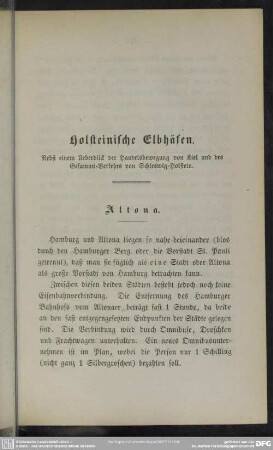 Holsteinische Elbhäfen.
Nebst einem Ueberblick der Handelsbewegung von Kiel und des
Gesammt-Verkehrs von Schleswig-Holstein.
Altona.
Hamburg und Altona liegen so nahe beieinander (blos
durch den Hamburger Berg oder die Vorstadt St. Pauli
getrennt), daß man sie füglich als eine Stadt oder Altona
als große Vorstadt von Hamburg betrachten kann.
Zwischen diesen beiden Städten besteht jedoch noch keine
Eisenbahnverbindung. Die Entfernung des Hamburger
Bahnhofs vom Altonaer, beträgt fast 1 Stunde, da beide
an den fast entgegengesetzten Endpunkten der Städte gelegen
sind. Die Verbindung wird durch Omnibuse, Droschken
und Frachtwagen unterhalten. Ein neues Omnibusunter-
nehmen ist im Plan, wobei die Person nur 1 Schilling
(nicht ganz 1 Silbergroschen) bezahlen soll.